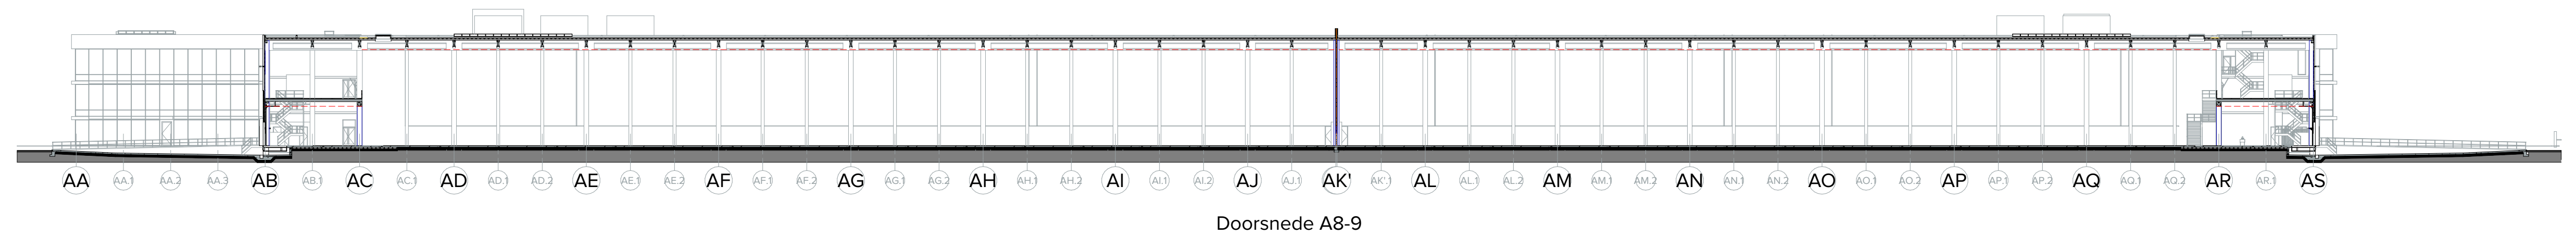 AA AA.1 AA.2 AA.3 AB AB.1 AC AC.1 AD AD.1 AD.2 AE AE.1 AE.2 AF AF.1 AF.2 AG AG.1 AG.2 AH AH.1 AH.2 AI AI.1 AI.2 AJ AJ.1 AK' AK'.1 AL AL.1 AL.2 AM AM.1 AM.2 AN AN.1 AN.2 AO AO.1 AO.2 AP AP.1 AP.2 AQ AQ.1 AQ.2 AR AR.1 AS
Doorsnede A8-9